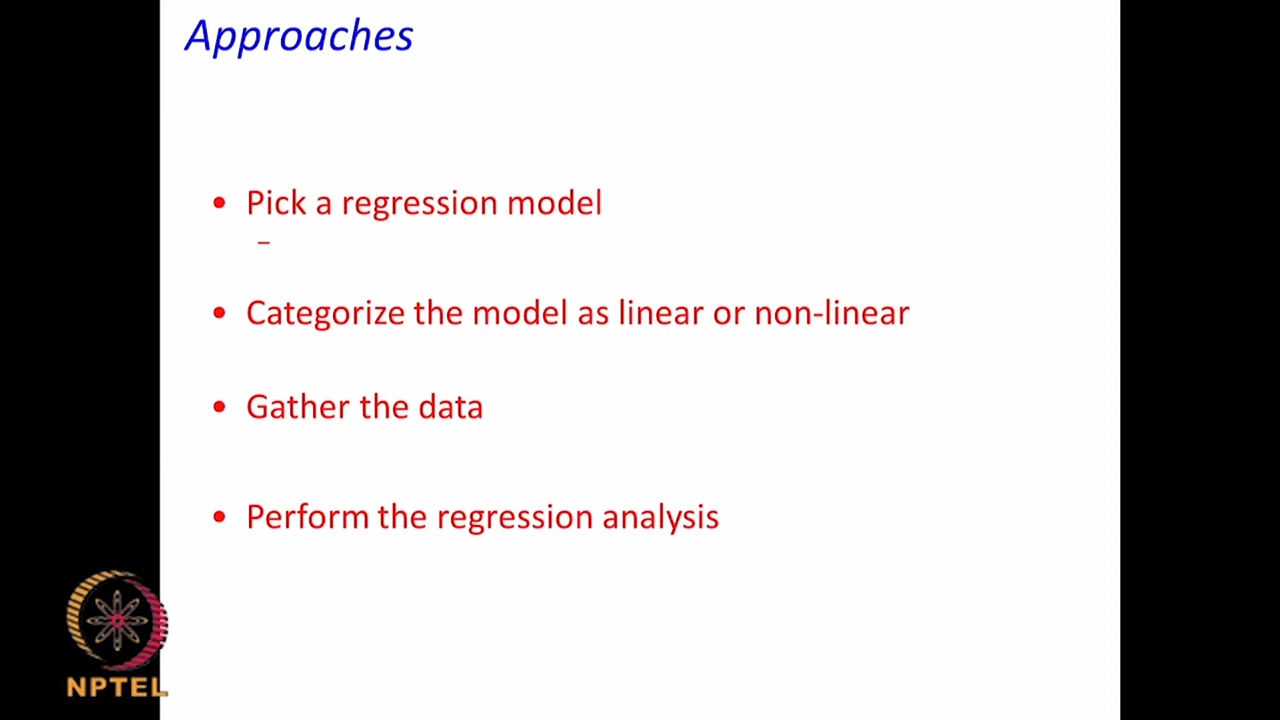 Approaches
• Pick a regression model
–
• Categorize the model as linear or non-linear
• Gather the data
• Perform the regression analysis
NPTEL